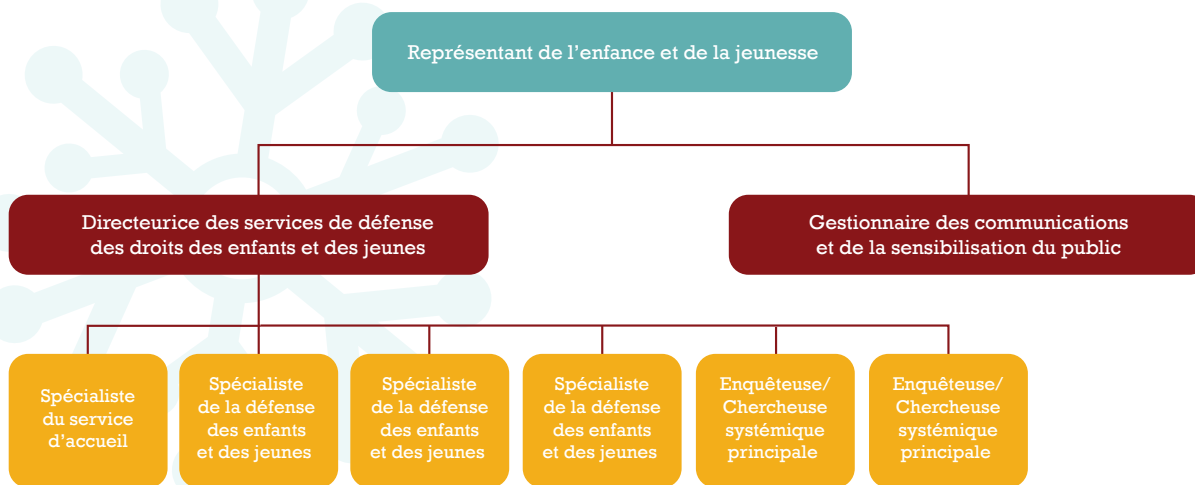 Représentant de l’enfance et de la jeunesse
Directeurice des services de défense
des droits des enfants et des jeunes
Gestionnaire des communications
et de la sensibilisation du public
Spécialiste
du service
d’accueil
Spécialiste
de la défense
des enfants
et des jeunes
Spécialiste
de la défense
des enfants
et des jeunes
Spécialiste
de la défense
des enfants
et des jeunes
Enquêteuse/
Chercheuse
systémique
principale
Enquêteuse/
Chercheuse
systémique
principale